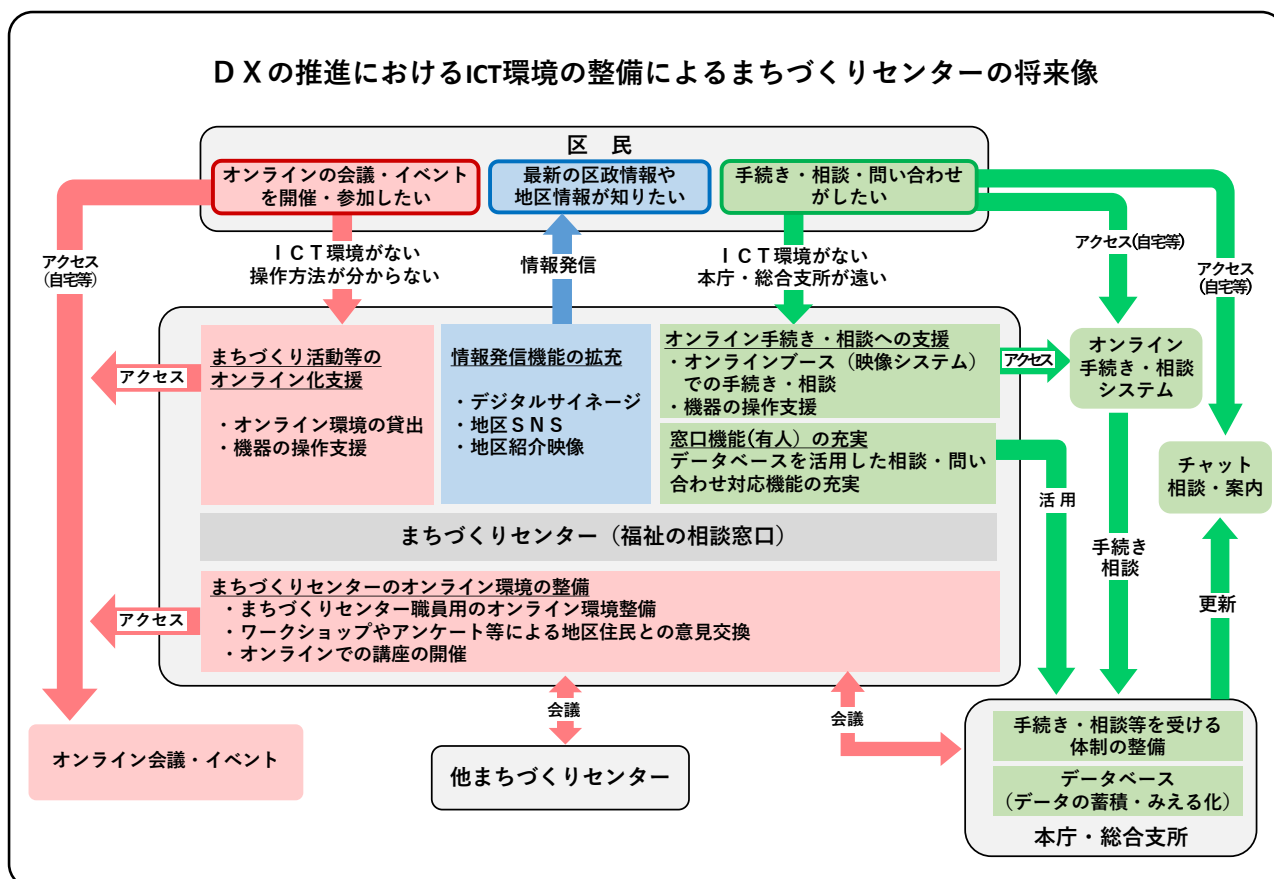 ＤＸの推進におけるICT環境の整備によるまちづくりセンターの将来像
区　民
オンラインの会議・イベント
を開催・参加したい
最新の区政情報や
地区情報が知りたい
手続き・相談・問い合わせ
がしたい
アクセス
（自宅等）
ＩＣＴ環境がない
操作方法が分からない
情報発信
ＩＣＴ環境がない
本庁・総合支所が遠い
アクセス(自宅等)
アクセス
(自宅等)
まちづくり活動等の
オンライン化支援
・オンライン環境の貸出
・機器の操作支援
アクセス
情報発信機能の拡充
・デジタルサイネージ
・地区ＳＮＳ
・地区紹介映像
オンライン手続き・相談への支援
・オンラインブース（映像システム）
での手続き・相談
・機器の操作支援
アクセス
オンライン
手続き・相談
システム
窓口機能(有人）の充実
データベースを活用した相談・問い
合わせ対応機能の充実
活 用
チャット
相談・案内
まちづくりセンター（福祉の相談窓口）
手続き
相談
まちづくりセンターのオンライン環境の整備
・まちづくりセンター職員用のオンライン環境整備
・ワークショップやアンケート等による地区住民との意見交換
・オンラインでの講座の開催
アクセス
更新
会議
会議
オンライン会議・イベント
他まちづくりセンター
手続き・相談等を受ける
体制の整備
データベース
（データの蓄積・みえる化）
本庁・総合支所